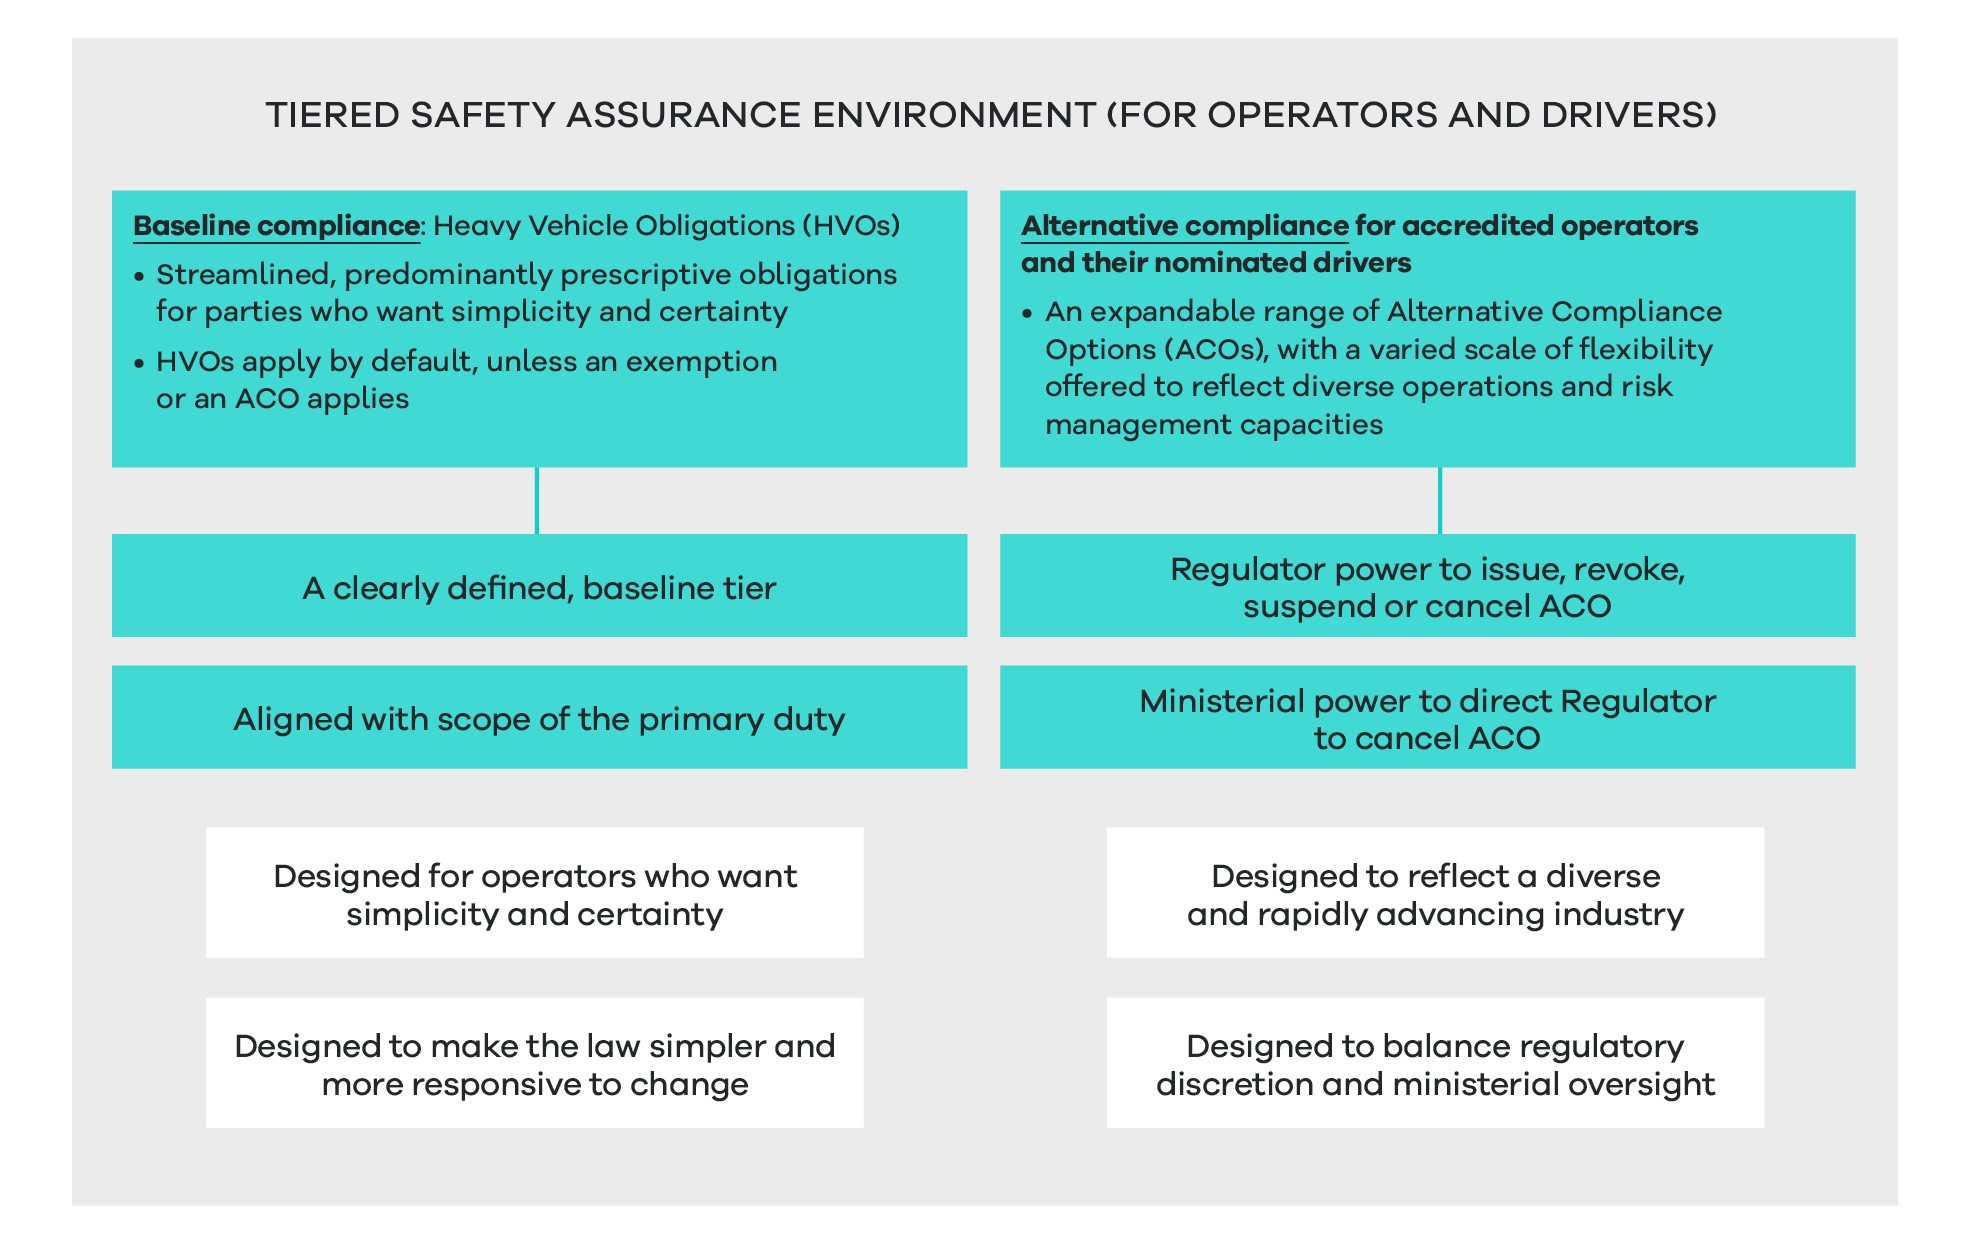 TIERED SAFETY ASSURANCE ENVIRONMENT (FOR OPERATORS AND DRIVERS)
Baseline compliance: Heavy Vehicle Obligations (HVOs)
• Streamlined, predominantly prescriptive obligations
for parties who want simplicity and certainty
• HVOs apply by default, unless an exemption
or an ACO applies
A clearly defined, baseline tier
Aligned with scope of the primary duty
Designed for operators who want
simplicity and certainty
Designed to make the law simpler and
more responsive to change
Alternative compliance for accredited operators
and their nominated drivers
• An expandable range of Alternative Compliance
Options (ACOs), with a varied scale of flexibility
offered to reflect diverse operations and risk
management capacities
Regulator power to issue, revoke,
suspend or cancel ACO
Ministerial power to direct Regulator
to cancel ACO
Designed to reflect a diverse
and rapidly advancing industry
Designed to balance regulatory
discretion and ministerial oversight